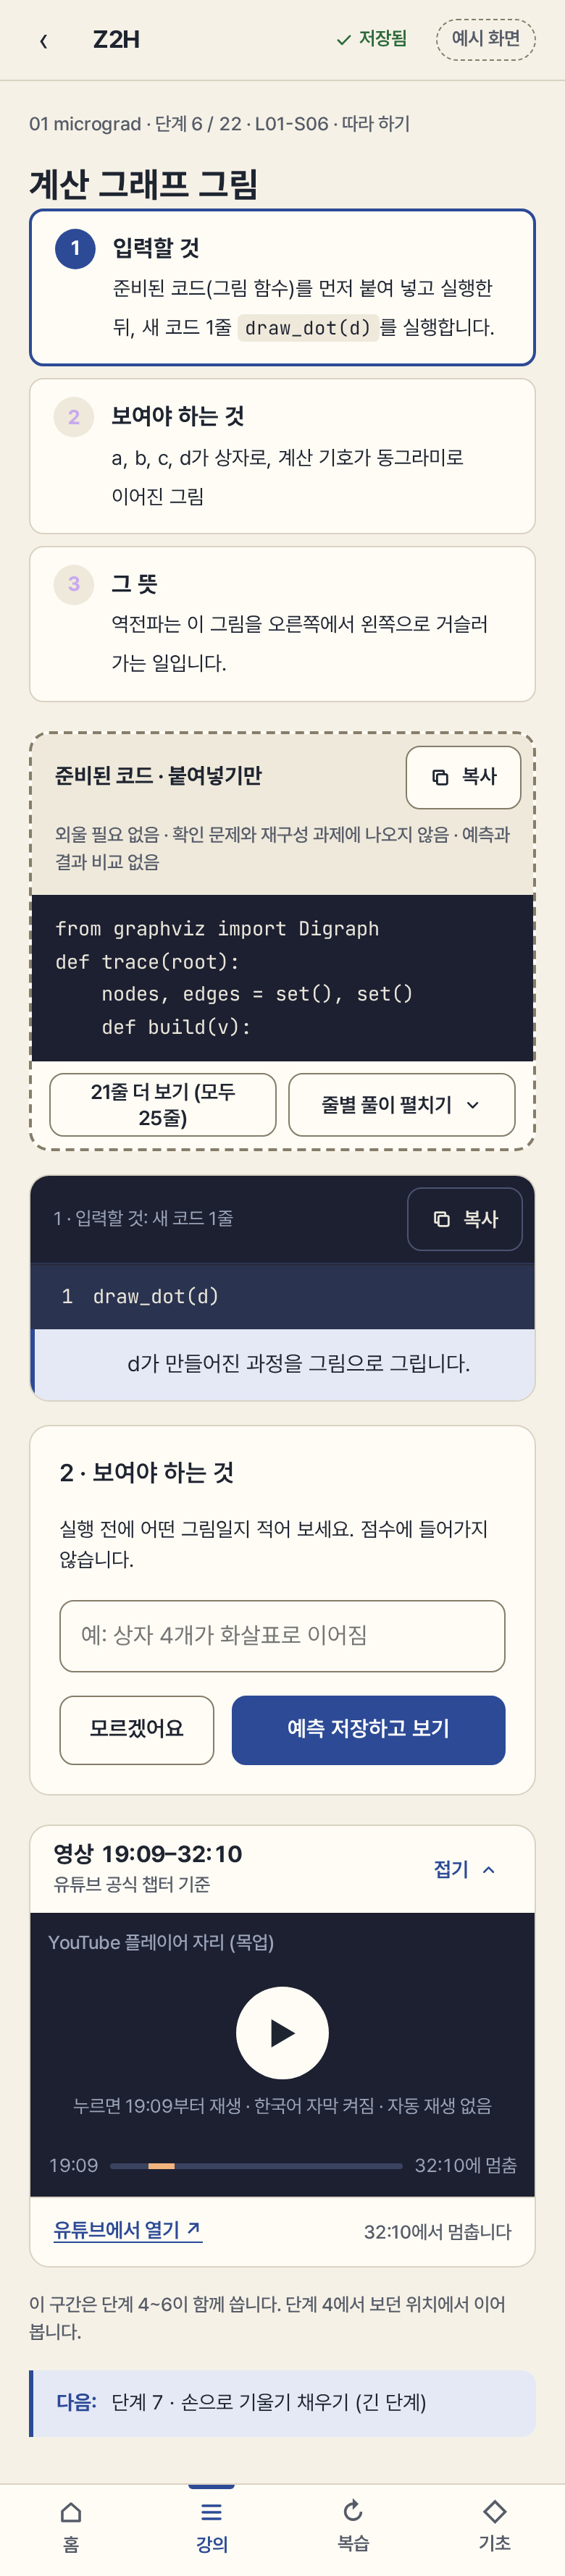 Z2H
저장됨
예시 화면
01 micrograd · 단계 6 / 22 · L01-S06 · 따라 하기
계산 그래프 그림
1
입력할 것
준비된 코드(그림 함수)를 먼저 붙여 넣고 실행한
뒤, 새 코드 1줄 draw_dot(d)를 실행합니다.
2
보여야 하는 것
a, b, c, d가 상자로, 계산 기호가 동그라미로
이어진 그림
3
그 뜻
역전파는 이 그림을 오른쪽에서 왼쪽으로 거슬러
가는 일입니다.
준비된 코드 · 붙여넣기만
복사
외울 필요 없음 · 확인 문제와 재구성 과제에 나오지 않음 · 예측과
결과 비교 없음
from graphviz import Digraph
def trace(root):
    nodes, edges = set(), set()
    def build(v):
21줄 더 보기 (모두
25줄)
줄별 풀이 펼치기
1 · 입력할 것: 새 코드 1줄
복사
1 draw_dot(d)
d가 만들어진 과정을 그림으로 그립니다.
2 · 보여야 하는 것
실행 전에 어떤 그림일지 적어 보세요. 점수에 들어가지
않습니다.
예: 상자 4개가 화살표로 이어짐
모르겠어요
예측 저장하고 보기
영상 19:09–32:10
유튜브 공식 챕터 기준
접기
YouTube 플레이어 자리 (목업)
누르면 19:09부터 재생 · 한국어 자막 켜짐 · 자동 재생 없음
19:09
32:10에 멈춤
유튜브에서 열기 ↗
32:10에서 멈춥니다
이 구간은 단계 4~6이 함께 씁니다. 단계 4에서 보던 위치에서 이어
봅니다.
다음: 단계 7 · 손으로 기울기 채우기 (긴 단계)
홈
강의
복습
기초